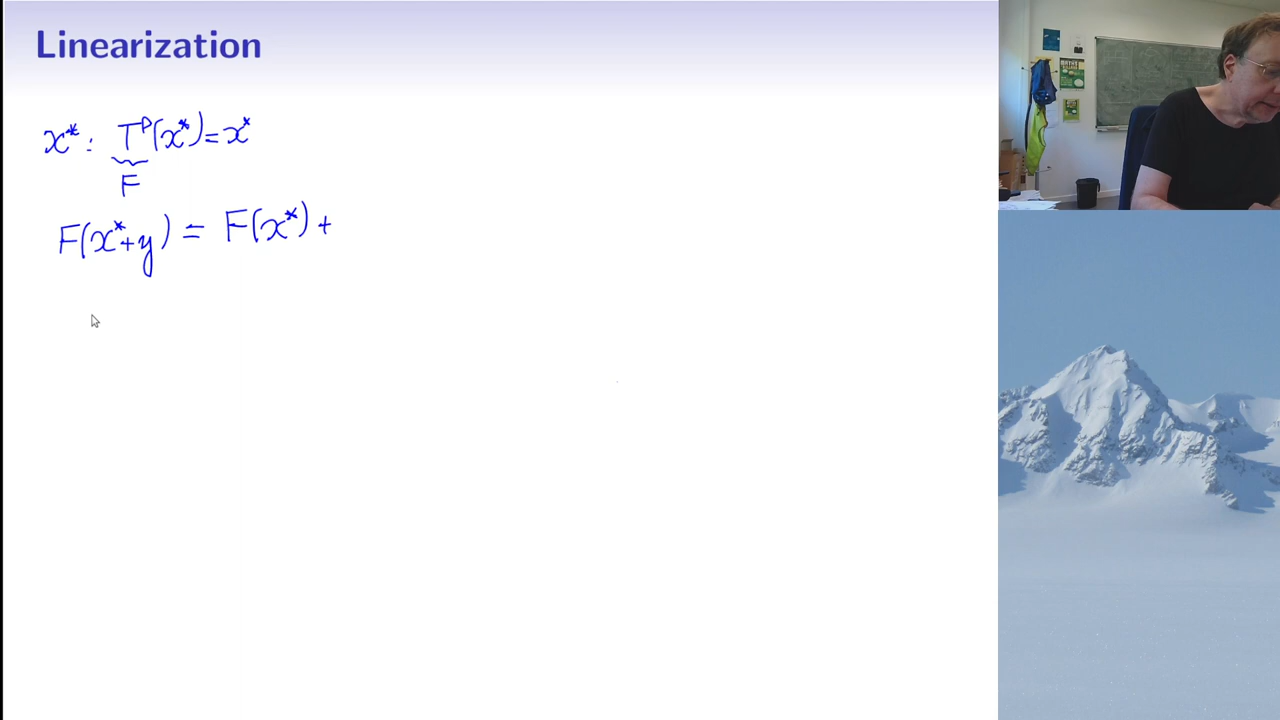 Linearization
x* : T^p(x*) = x*
F
F(x*+y) = F(x*) +